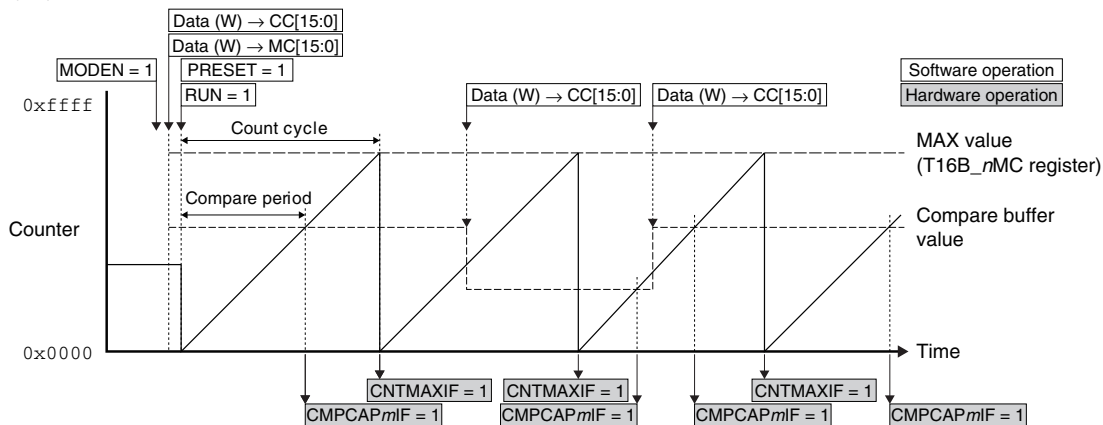 Data (W) → CC[15:0]
Data (W) → MC[15:0]
MODEN = 1
PRESET = 1
RUN = 1
Software operation
Hardware operation
0xffff
Data (W) → CC[15:0]
Data (W) → CC[15:0]
Count cycle
MAX value
(T16B_nMC register)
Compare period
Counter
Compare buffer
value
0x0000
Time
CNTMAXIF = 1
CNTMAXIF = 1
CNTMAXIF = 1
CMPCAPmIF = 1
CMPCAPmIF = 1
CMPCAPmIF = 1
CMPCAPmIF = 1